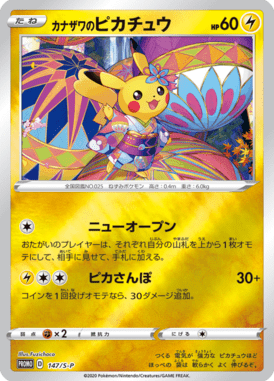 たね カナザワのピカチュウ HP60
全国図鑑NO.025 ねずみポケモン 高さ:0.4m 重さ:6.0kg
ニューオープン
おたがいのプレイヤーは、それぞれ自分の山札を上から1枚オモテにして、
相手に見せて、手札に加える。
ピカさんぽ 30+
コインを1回投げオモテなら、30ダメージ追加。
弱点 ×2 抵抗力 にげる
Illus. Fuzichoco
PROMO D 147/S-P
つくる 電気が 強力な ピカチュウほど
©2020 Pokémon/Nintendo/Creatures/GAME FREAK.